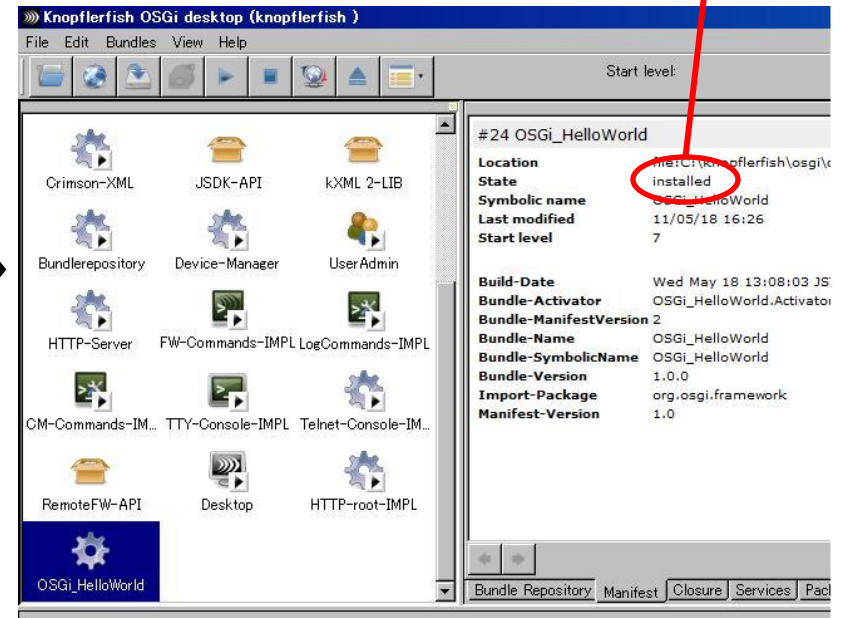 Knopflerfish OSGi desktop (knopflerfish )
File Edit Bundles View Help
Start level:
Crimson-XML JSDK-API kXML 2-LIB
Bundlerepository Device-Manager UserAdmin
HTTP-Server FW-Commands-IMPL LogCommands-IMPL
CM-Commands-IM... TTY-Console-IMPL Telnet-Console-IM...
RemoteFW-API Desktop HTTP-root-IMPL
OSGi_HelloWorld
#24 OSGi_HelloWorld
Location file:C:\knopflerfish\osgi\
State installed
Symbolic name OSGi_HelloWorld
Last modified 11/05/18 16:26
Start level 7
Build-Date Wed May 18 13:08:03
Bundle-Activator OSGi_HelloWorld.Activator
Bundle-ManifestVersion 2
Bundle-Name OSGi_HelloWorld
Bundle-SymbolicName OSGi_HelloWorld
Bundle-Version 1.0.0
Import-Package org.osgi.framework
Manifest-Version 1.0
Bundle Repository Manifest Closure Services